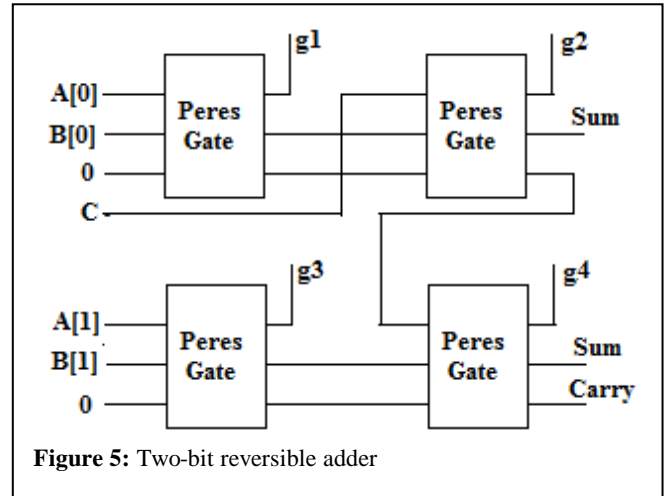 g1
g2
A[0]
B[0]
0
C
Peres
Gate
Peres
Gate
Sum
g3
g4
A[1]
B[1]
0
Peres
Gate
Peres
Gate
Sum
Carry
Figure 5: Two-bit reversible adder